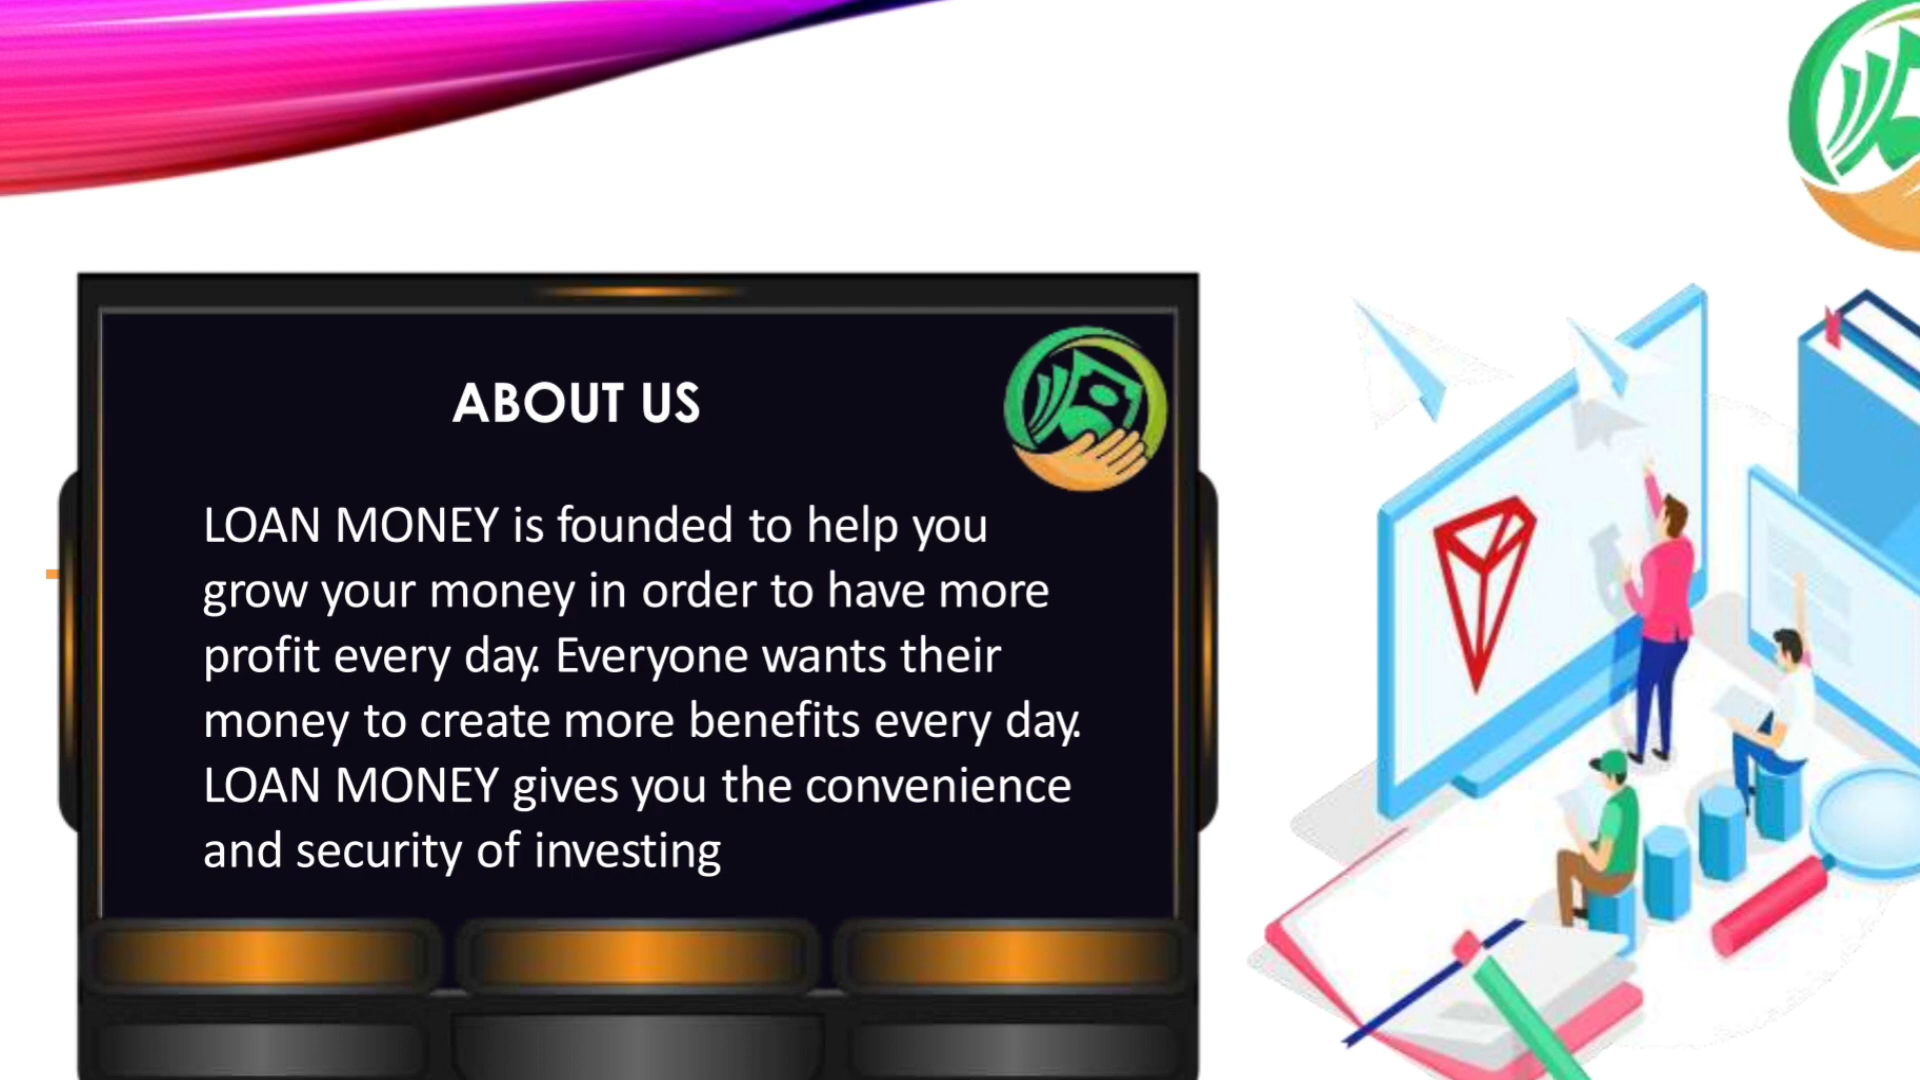 ABOUT US
LOAN MONEY is founded to help you
grow your money in order to have more
profit every day. Everyone wants their
money to create more benefits every day.
LOAN MONEY gives you the convenience
and security of investing